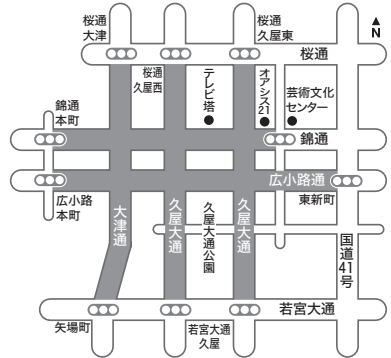 桜通
大津
桜通
久屋東
N
桜通
桜通
久屋西
テレビ塔
オアシス21
芸術文化
センター
錦通
本町
錦通
広小路通
広小路
本町
東新町
大津通
久屋大通
久屋大通公園
久屋大通
国道41号
若宮大通
矢場町
若宮大通
久屋